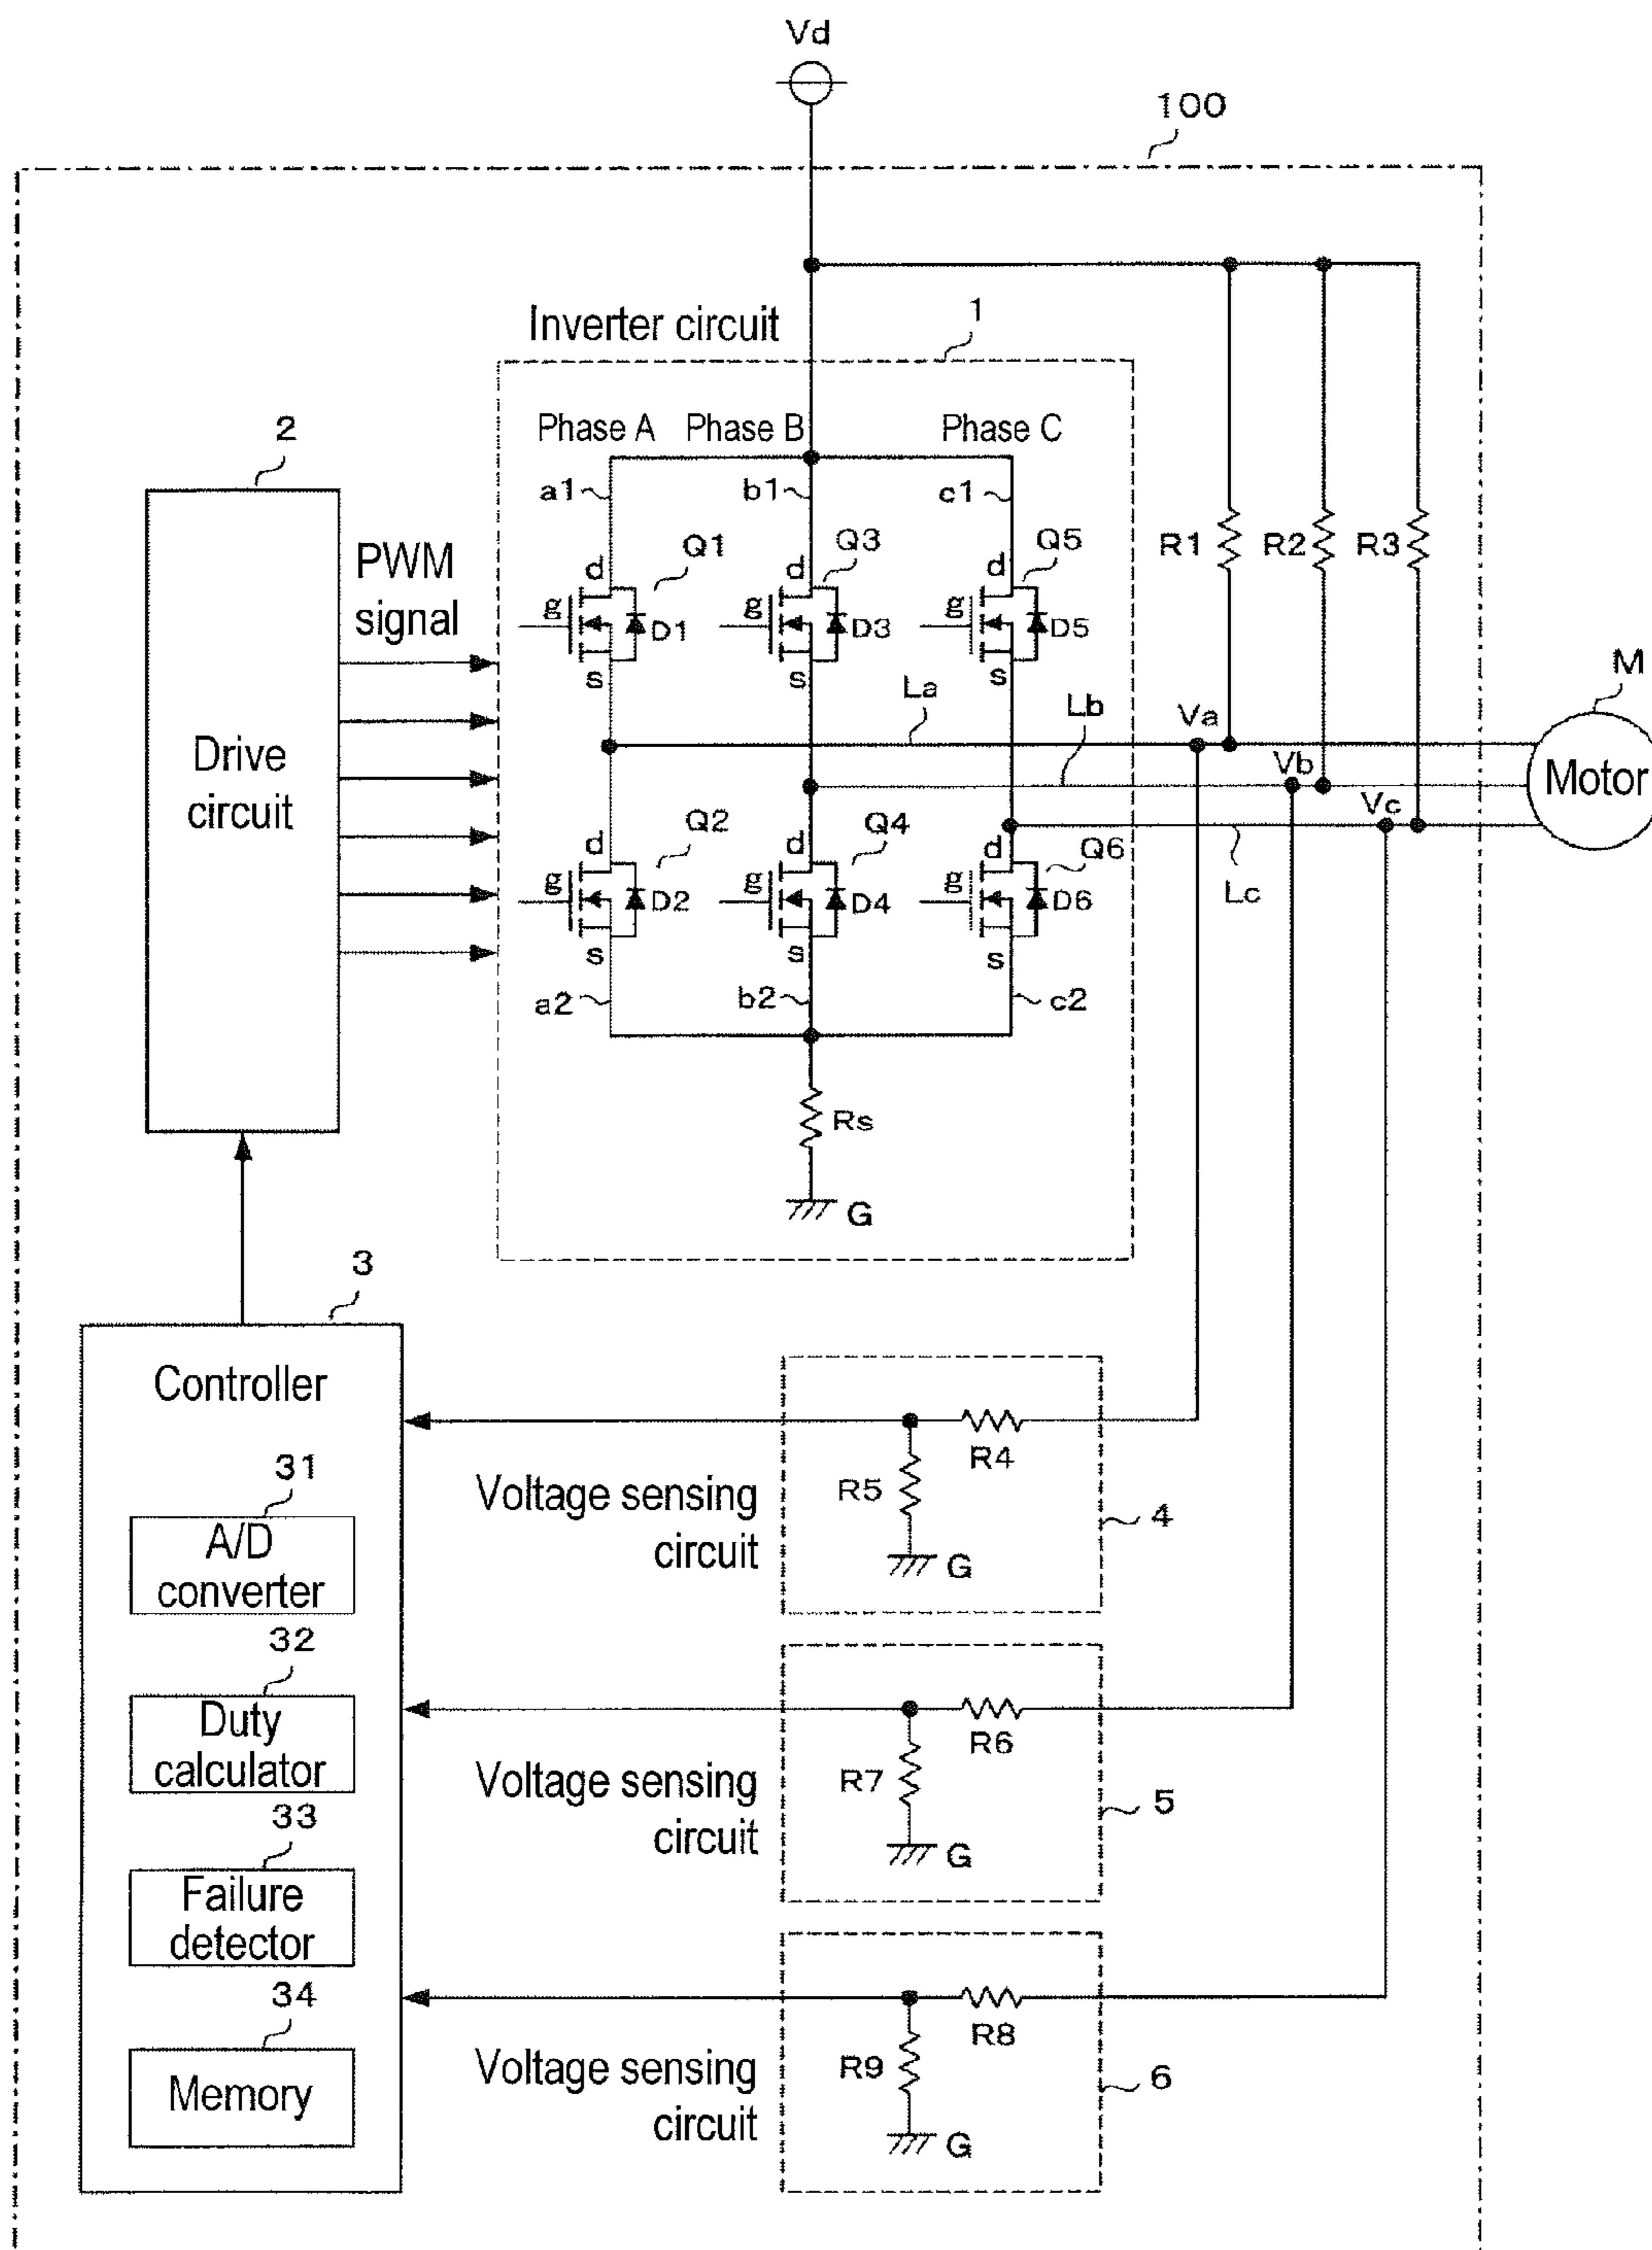 Vd
100
Inverter circuit
1
2
Phase A Phase B Phase C
a1 b1 c1
PWM
signal
Q1 Q3 Q5
d d d
g g g
D1 D3 D5
s s s
R1 R2 R3
La Lb Va
Vb
Vc
Lc
M
Motor
Drive
circuit
Q2 Q4 Q6
d d d
g g g
D2 D4 D6
s s s
a2 b2 c2
Rs
G
3
Controller
31
A/D
converter
32
Duty
calculator
33
Failure
detector
34
Memory
Voltage sensing
circuit
R4
R5
G
4
Voltage sensing
circuit
R6
R7
G
5
Voltage sensing
circuit
R8
R9
G
6